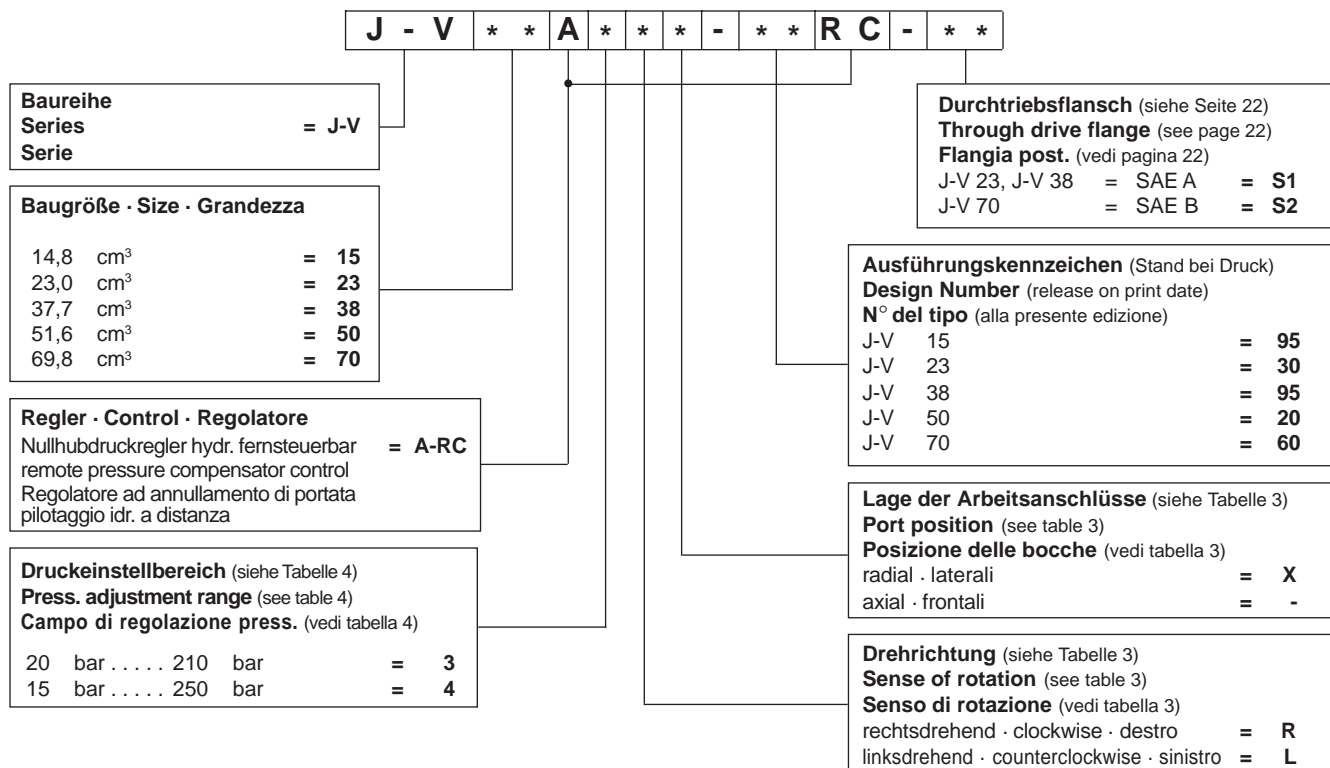 J - V * * A * * * - * * R C - * *
Baureihe
Series = J-V
Serie
Baugröße · Size · Grandezza
14,8 cm³ = 15
23,0 cm³ = 23
37,7 cm³ = 38
51,6 cm³ = 50
69,8 cm³ = 70
Regler · Control · Regolatore
Nullhubdruckregler hydr. fernsteuerbar = A-RC
remote pressure compensator control
Regolatore ad annullamento di portata
pilotaggio idr. a distanza
Druckeinstellbereich (siehe Tabelle 4)
Press. adjustment range (see table 4)
Campo di regolazione press. (vedi tabella 4)
20 bar . . . . . 210 bar = 3
15 bar . . . . . 250 bar = 4
Durchtriebsflansch (siehe Seite 22)
Through drive flange (see page 22)
Flangia post. (vedi pagina 22)
J-V 23, J-V 38 = SAE A = S1
J-V 70 = SAE B = S2
Ausführungskennzeichen (Stand bei Druck)
Design Number (release on print date)
N° del tipo (alla presente edizione)
J-V 15 = 95
J-V 23 = 30
J-V 38 = 95
J-V 50 = 20
J-V 70 = 60
Lage der Arbeitsanschlüsse (siehe Tabelle 3)
Port position (see table 3)
Posizione delle bocche (vedi tabella 3)
radial · laterali = X
axial · frontali = -
Drehrichtung (siehe Tabelle 3)
Sense of rotation (see table 3)
Senso di rotazione (vedi tabella 3)
rechtsdrehend · clockwise · destro = R
linksdrehend · counterclockwise · sinistro = L